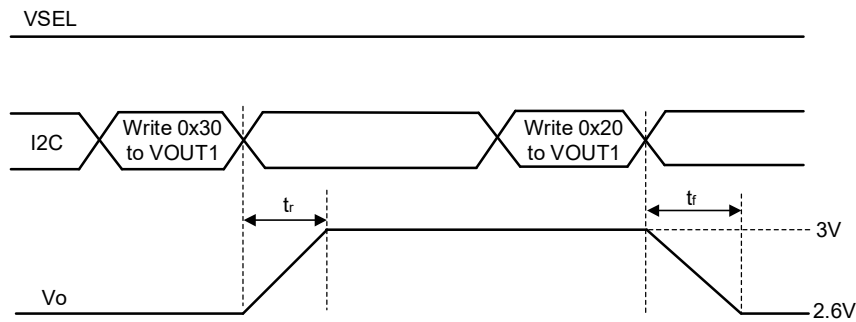 VSEL
I2C
Write 0x30
to VOUT1
Write 0x20
to VOUT1
tr
tf
3V
Vo
2.6V